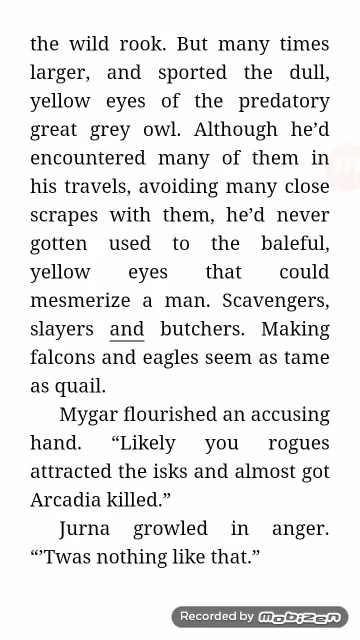 the wild rook. But many times
larger, and sported the dull,
yellow eyes of the predatory
great grey owl. Although he’d
encountered many of them in
his travels, avoiding many close
scrapes with them, he’d never
gotten used to the baleful,
yellow eyes that could
mesmerize a man. Scavengers,
slayers and butchers. Making
falcons and eagles seem as tame
as quail.
Mygar flourished an accusing
hand. “Likely you rogues
attracted the isks and almost got
Arcadia killed.”
Jurna growled in anger.
“’Twas nothing like that.”
Recorded by mobizen